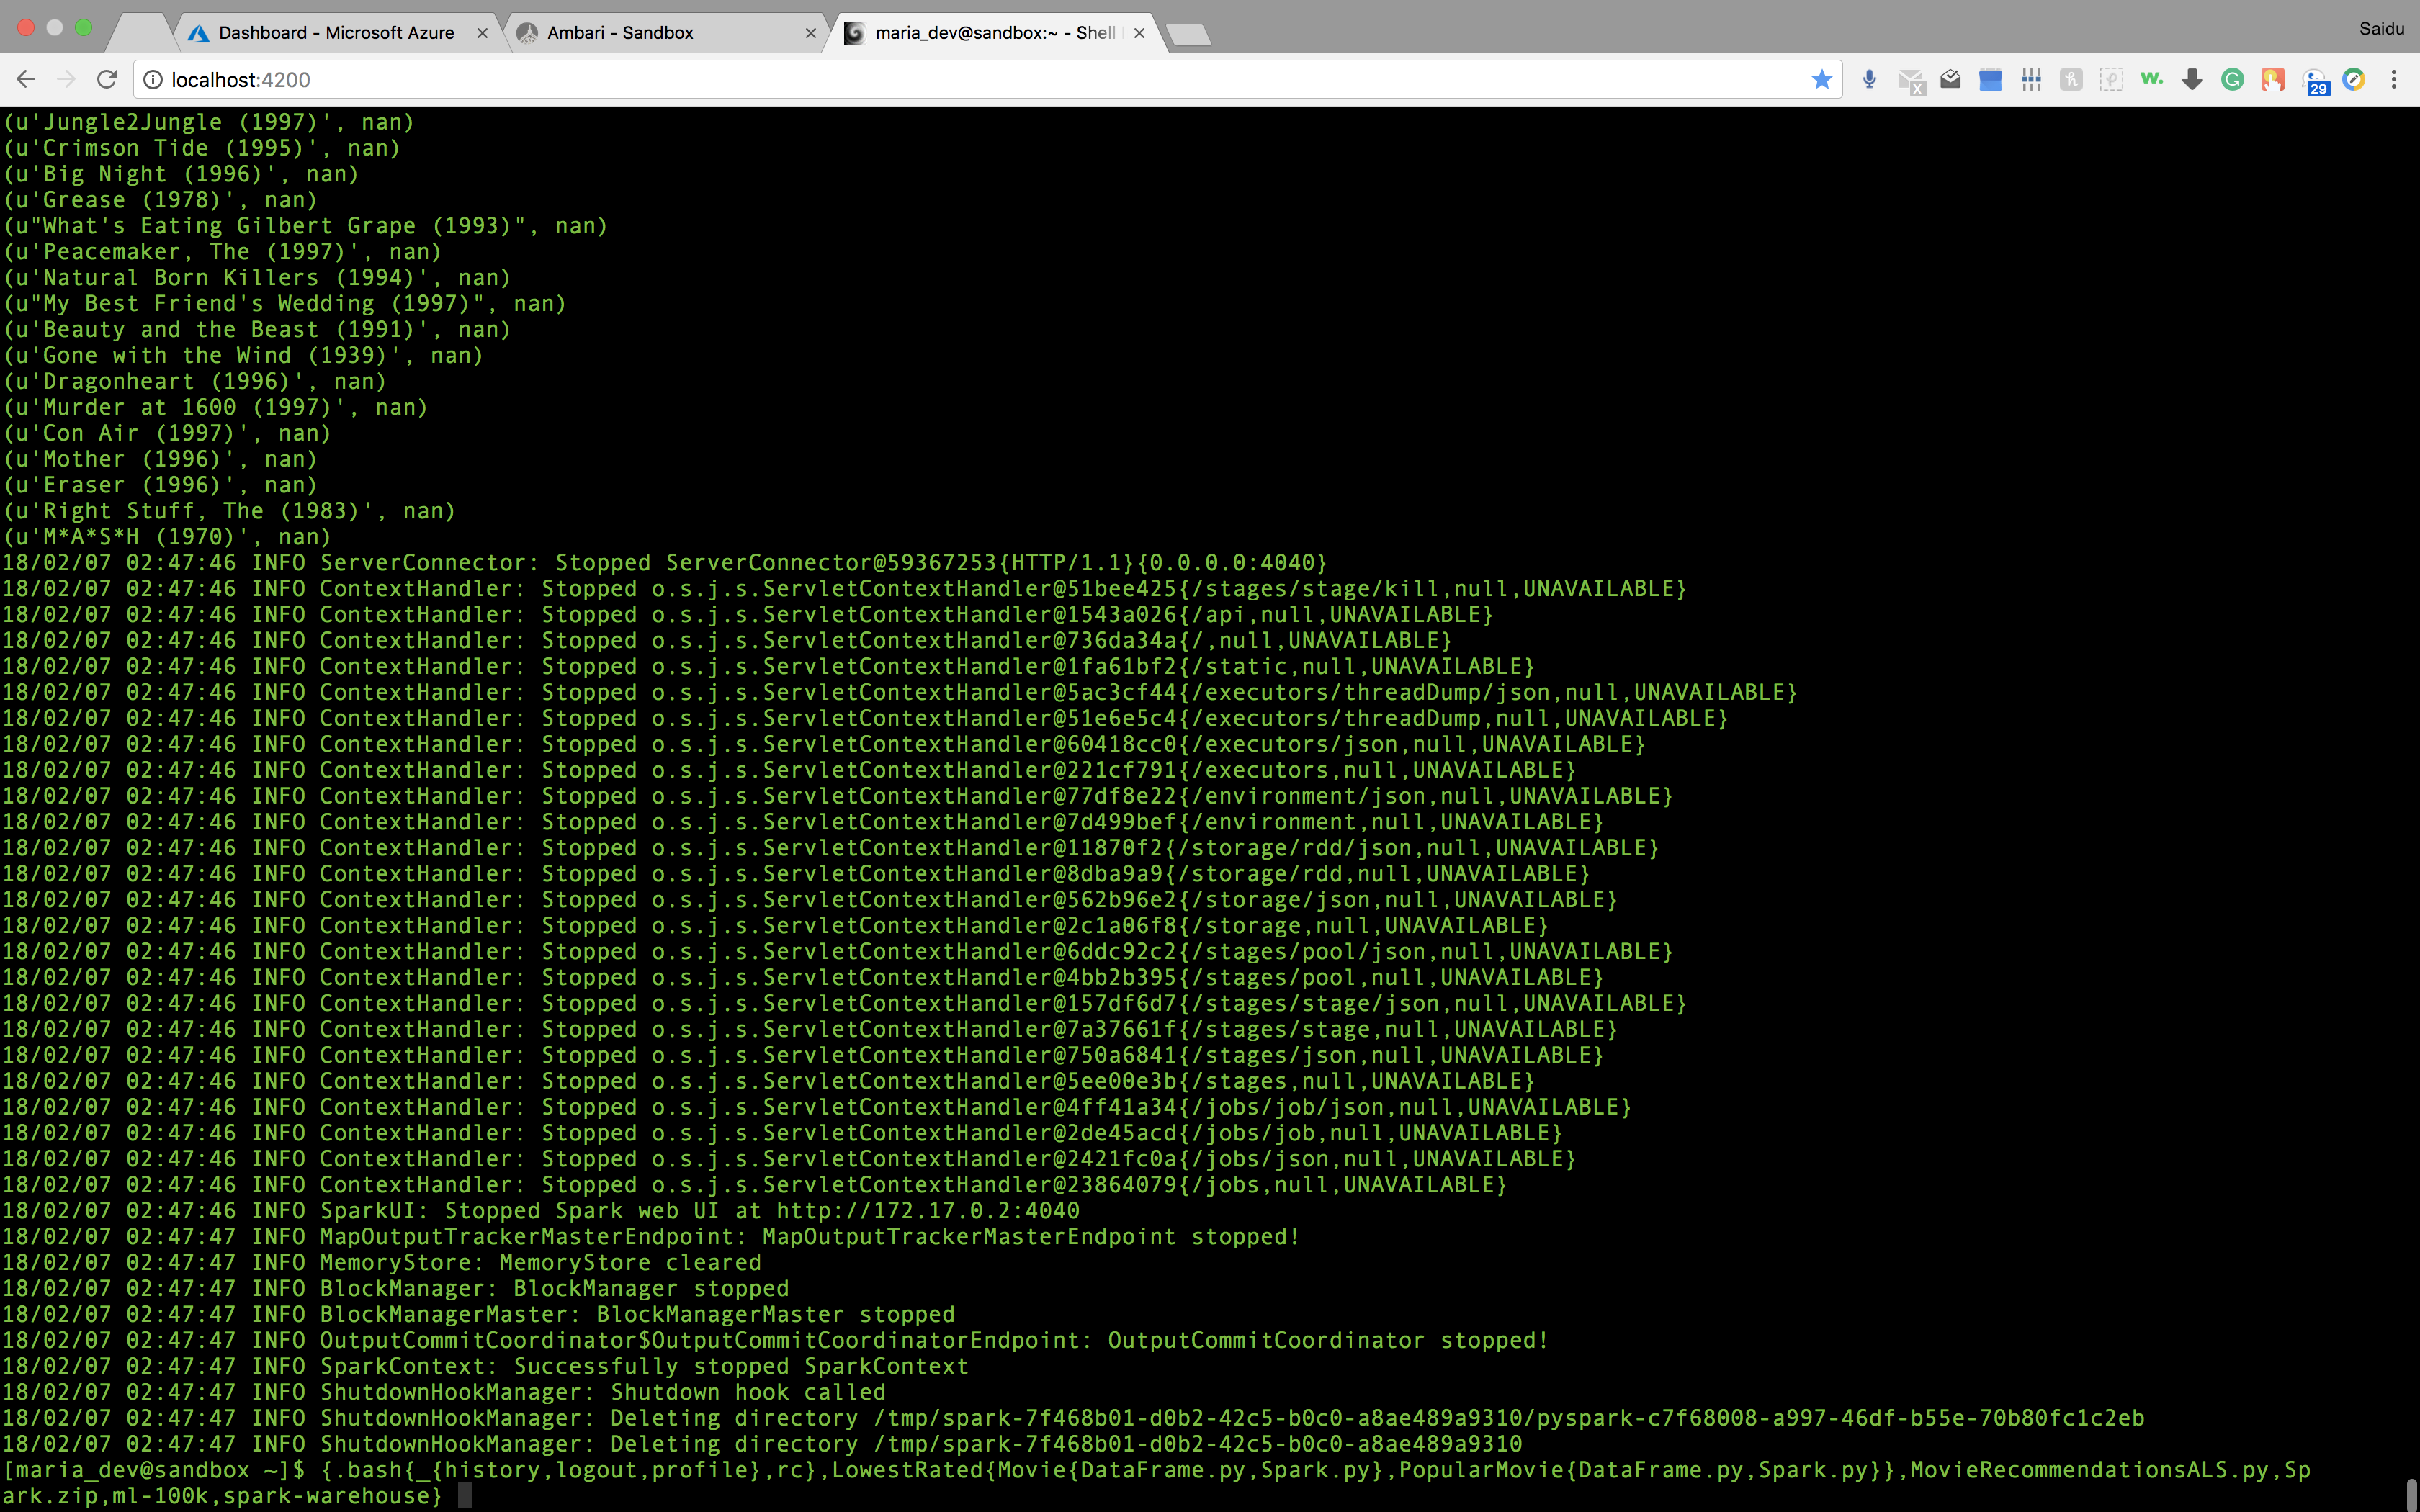 Dashboard - Microsoft Azure
Ambari - Sandbox
maria_dev@sandbox:~ - Shell
Saidu
localhost:4200
29
(u'Jungle2Jungle (1997)', nan)
(u'Crimson Tide (1995)', nan)
(u'Big Night (1996)', nan)
(u'Grease (1978)', nan)
(u"What's Eating Gilbert Grape (1993)", nan)
(u'Peacemaker, The (1997)', nan)
(u'Natural Born Killers (1994)', nan)
(u"My Best Friend's Wedding (1997)", nan)
(u'Beauty and the Beast (1991)', nan)
(u'Gone with the Wind (1939)', nan)
(u'Dragonheart (1996)', nan)
(u'Murder at 1600 (1997)', nan)
(u'Con Air (1997)', nan)
(u'Mother (1996)', nan)
(u'Eraser (1996)', nan)
(u'Right Stuff, The (1983)', nan)
(u'M*A*S*H (1970)', nan)
18/02/07 02:47:46 INFO ServerConnector: Stopped ServerConnector@59367253{HTTP/1.1}{0.0.0.0:4040}
18/02/07 02:47:46 INFO ContextHandler: Stopped o.s.j.s.ServletContextHandler@51bee425{/stages/stage/kill,null,UNAVAILABLE}
18/02/07 02:47:46 INFO ContextHandler: Stopped o.s.j.s.ServletContextHandler@1543a026{/api,null,UNAVAILABLE}
18/02/07 02:47:46 INFO ContextHandler: Stopped o.s.j.s.ServletContextHandler@736da34a{/,null,UNAVAILABLE}
18/02/07 02:47:46 INFO ContextHandler: Stopped o.s.j.s.ServletContextHandler@1fa61bf2{/static,null,UNAVAILABLE}
18/02/07 02:47:46 INFO ContextHandler: Stopped o.s.j.s.ServletContextHandler@5ac3cf44{/executors/threadDump/json,null,UNAVAILABLE}
18/02/07 02:47:46 INFO ContextHandler: Stopped o.s.j.s.ServletContextHandler@51e6e5c4{/executors/threadDump,null,UNAVAILABLE}
18/02/07 02:47:46 INFO ContextHandler: Stopped o.s.j.s.ServletContextHandler@60418cc0{/executors/json,null,UNAVAILABLE}
18/02/07 02:47:46 INFO ContextHandler: Stopped o.s.j.s.ServletContextHandler@221cf791{/executors,null,UNAVAILABLE}
18/02/07 02:47:46 INFO ContextHandler: Stopped o.s.j.s.ServletContextHandler@77df8e22{/environment/json,null,UNAVAILABLE}
18/02/07 02:47:46 INFO ContextHandler: Stopped o.s.j.s.ServletContextHandler@7d499bef{/environment,null,UNAVAILABLE}
18/02/07 02:47:46 INFO ContextHandler: Stopped o.s.j.s.ServletContextHandler@11870f2{/storage/rdd/json,null,UNAVAILABLE}
18/02/07 02:47:46 INFO ContextHandler: Stopped o.s.j.s.ServletContextHandler@8dba9a9{/storage/rdd,null,UNAVAILABLE}
18/02/07 02:47:46 INFO ContextHandler: Stopped o.s.j.s.ServletContextHandler@562b96e2{/storage/json,null,UNAVAILABLE}
18/02/07 02:47:46 INFO ContextHandler: Stopped o.s.j.s.ServletContextHandler@2c1a06f8{/storage,null,UNAVAILABLE}
18/02/07 02:47:46 INFO ContextHandler: Stopped o.s.j.s.ServletContextHandler@6ddc92c2{/stages/pool/json,null,UNAVAILABLE}
18/02/07 02:47:46 INFO ContextHandler: Stopped o.s.j.s.ServletContextHandler@4bb2b395{/stages/pool,null,UNAVAILABLE}
18/02/07 02:47:46 INFO ContextHandler: Stopped o.s.j.s.ServletContextHandler@157df6d7{/stages/stage/json,null,UNAVAILABLE}
18/02/07 02:47:46 INFO ContextHandler: Stopped o.s.j.s.ServletContextHandler@7a37661f{/stages/stage,null,UNAVAILABLE}
18/02/07 02:47:46 INFO ContextHandler: Stopped o.s.j.s.ServletContextHandler@750a6841{/stages/json,null,UNAVAILABLE}
18/02/07 02:47:46 INFO ContextHandler: Stopped o.s.j.s.ServletContextHandler@5ee00e3b{/stages,null,UNAVAILABLE}
18/02/07 02:47:46 INFO ContextHandler: Stopped o.s.j.s.ServletContextHandler@4ff41a34{/jobs/job/json,null,UNAVAILABLE}
18/02/07 02:47:46 INFO ContextHandler: Stopped o.s.j.s.ServletContextHandler@2de45acd{/jobs/job,null,UNAVAILABLE}
18/02/07 02:47:46 INFO ContextHandler: Stopped o.s.j.s.ServletContextHandler@2421fc0a{/jobs/json,null,UNAVAILABLE}
18/02/07 02:47:46 INFO ContextHandler: Stopped o.s.j.s.ServletContextHandler@23864079{/jobs,null,UNAVAILABLE}
18/02/07 02:47:46 INFO SparkUI: Stopped Spark web UI at http://172.17.0.2:4040
18/02/07 02:47:47 INFO MapOutputTrackerMasterEndpoint: MapOutputTrackerMasterEndpoint stopped!
18/02/07 02:47:47 INFO MemoryStore: MemoryStore cleared
18/02/07 02:47:47 INFO BlockManager: BlockManager stopped
18/02/07 02:47:47 INFO BlockManagerMaster: BlockManagerMaster stopped
18/02/07 02:47:47 INFO OutputCommitCoordinator$OutputCommitCoordinatorEndpoint: OutputCommitCoordinator stopped!
18/02/07 02:47:47 INFO SparkContext: Successfully stopped SparkContext
18/02/07 02:47:47 INFO ShutdownHookManager: Shutdown hook called
18/02/07 02:47:47 INFO ShutdownHookManager: Deleting directory /tmp/spark-7f468b01-d0b2-42c5-b0c0-a8ae489a9310/pyspark-c7f68008-a997-46df-b55e-70b80fc1c2eb
18/02/07 02:47:47 INFO ShutdownHookManager: Deleting directory /tmp/spark-7f468b01-d0b2-42c5-b0c0-a8ae489a9310
[maria_dev@sandbox ~]$ {.bash{_{history,logout,profile},rc},LowestRated{Movie{DataFrame.py,Spark.py},PopularMovie{DataFrame.py,Spark.py}},MovieRecommendationsALS.py,Sp
ark.zip,ml-100k,spark-warehouse}